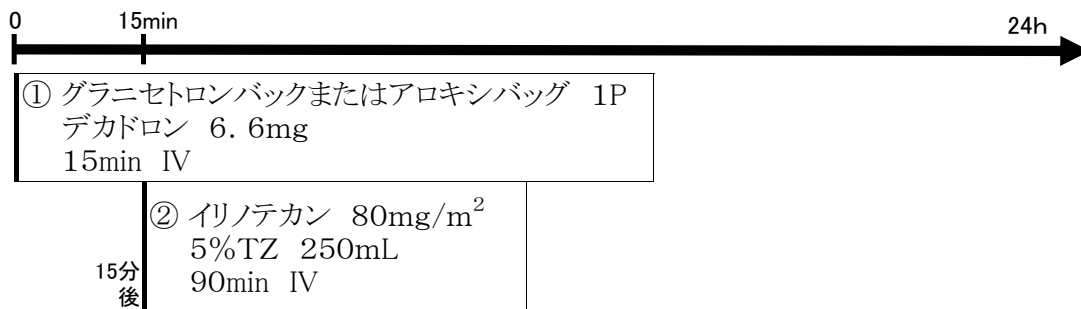 0 15min 24h
① グラニセトロンバックまたはアロキシバッグ 1P
デカドロン 6.6mg
15min IV
② イリノテカン 80mg/m²
5%TZ 250mL
90min IV
15分
後